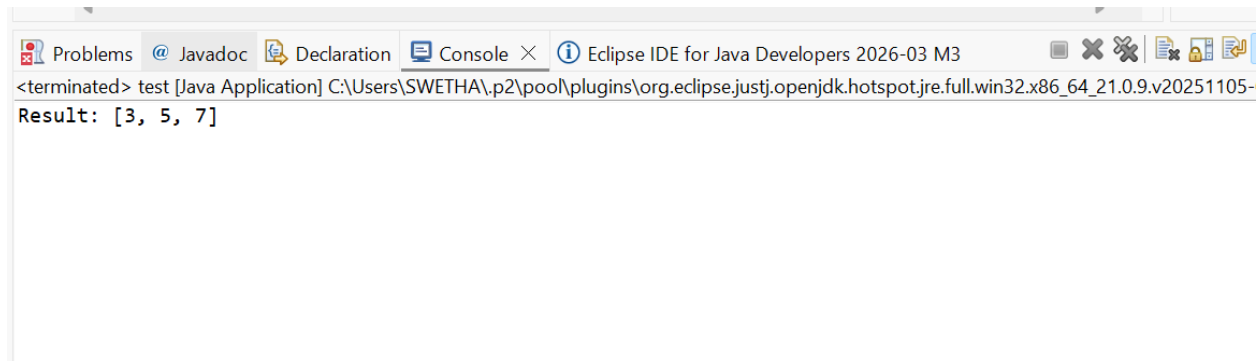 Problems @ Javadoc Declaration Console Eclipse IDE for Java Developers 2026-03 M3
<terminated> test [Java Application] C:\Users\SWETHA\.p2\pool\plugins\org.eclipse.justj.openjdk.hotspot.jre.full.win32.x86_64_21.0.9.v20251105-
Result: [3, 5, 7]